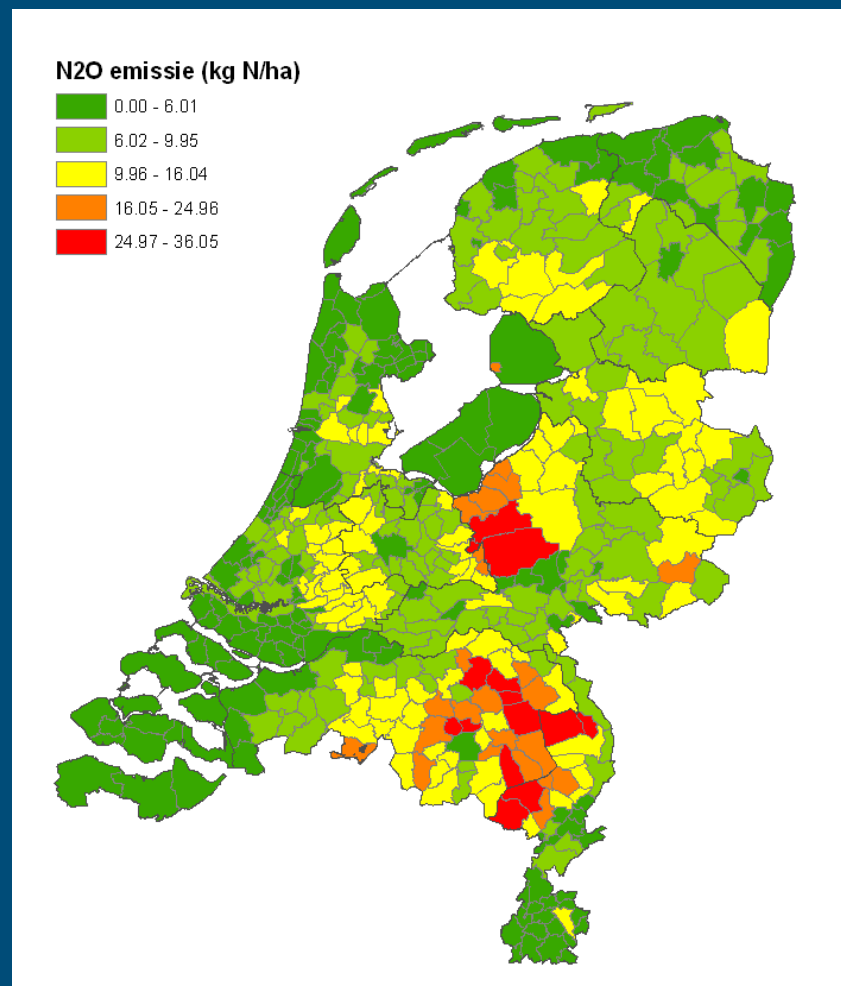 N2O emissie (kg N/ha)
0.00 - 6.01
6.02 - 9.95
9.96 - 16.04
16.05 - 24.96
24.97 - 36.05